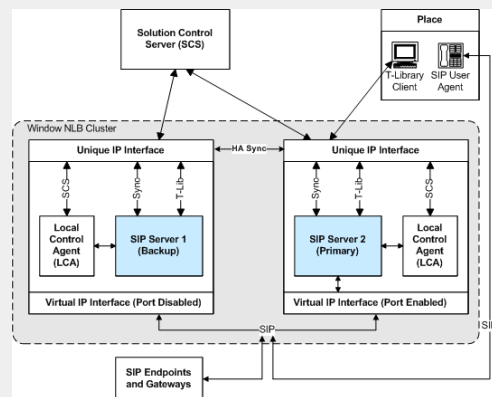 Solution Control
Server (SCS)
Place
T-Library
Client
SIP User
Agent
Window NLB Cluster
Unique IP Interface
HA Sync
Unique IP Interface
SCS
Sync
T-Lib
Sync
T-Lib
SCS
Local
Control
Agent
(LCA)
SIP Server 1
(Backup)
SIP Server 2
(Primary)
Local
Control
Agent
(LCA)
Virtual IP Interface (Port Disabled)
Virtual IP Interface (Port Enabled)
SIP
SIP Endpoints
and Gateways